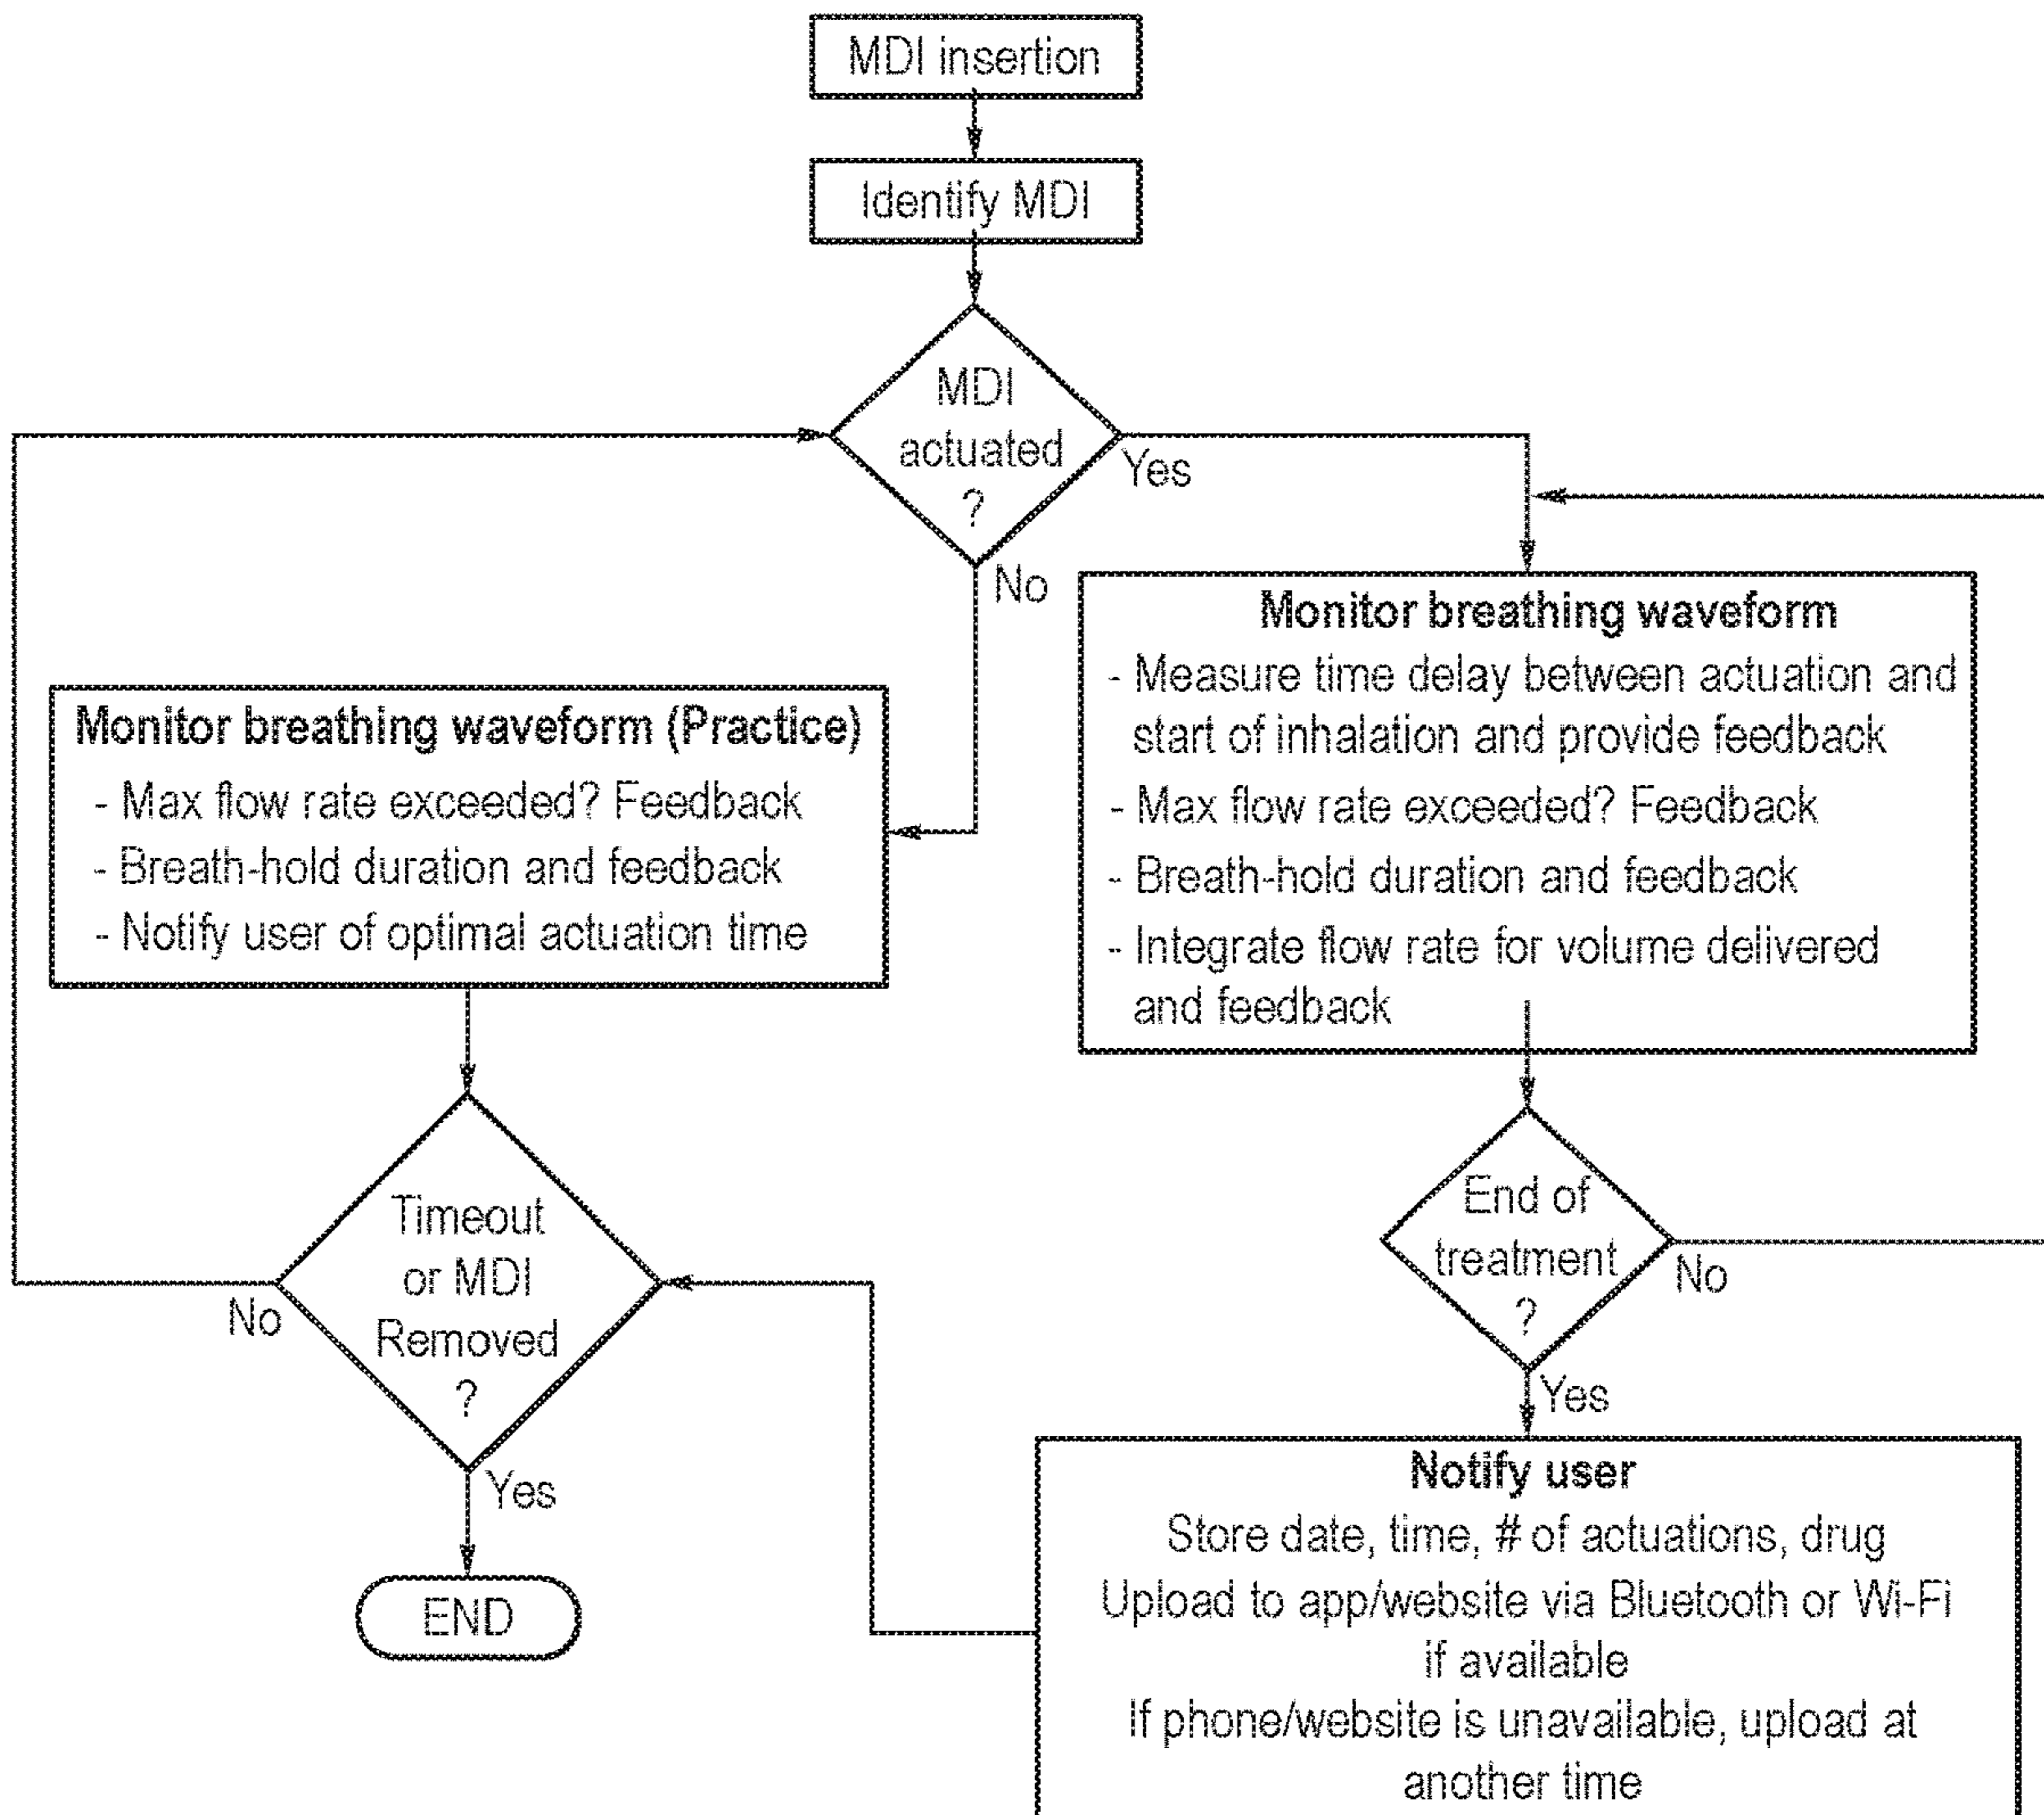 MDI insertion
Identify MDI
MDI
actuated
?
Yes
No
Monitor breathing waveform (Practice)
- Max flow rate exceeded? Feedback
- Breath-hold duration and feedback
- Notify user of optimal actuation time
Monitor breathing waveform
- Measure time delay between actuation and
start of inhalation and provide feedback
- Max flow rate exceeded? Feedback
- Breath-hold duration and feedback
- Integrate flow rate for volume delivered
and feedback
Timeout
or MDI
Removed
?
No
Yes
END
End of
treatment
?
No
Yes
Notify user
Store date, time, # of actuations, drug
Upload to app/website via Bluetooth or Wi-Fi
if available
If phone/website is unavailable, upload at
another time